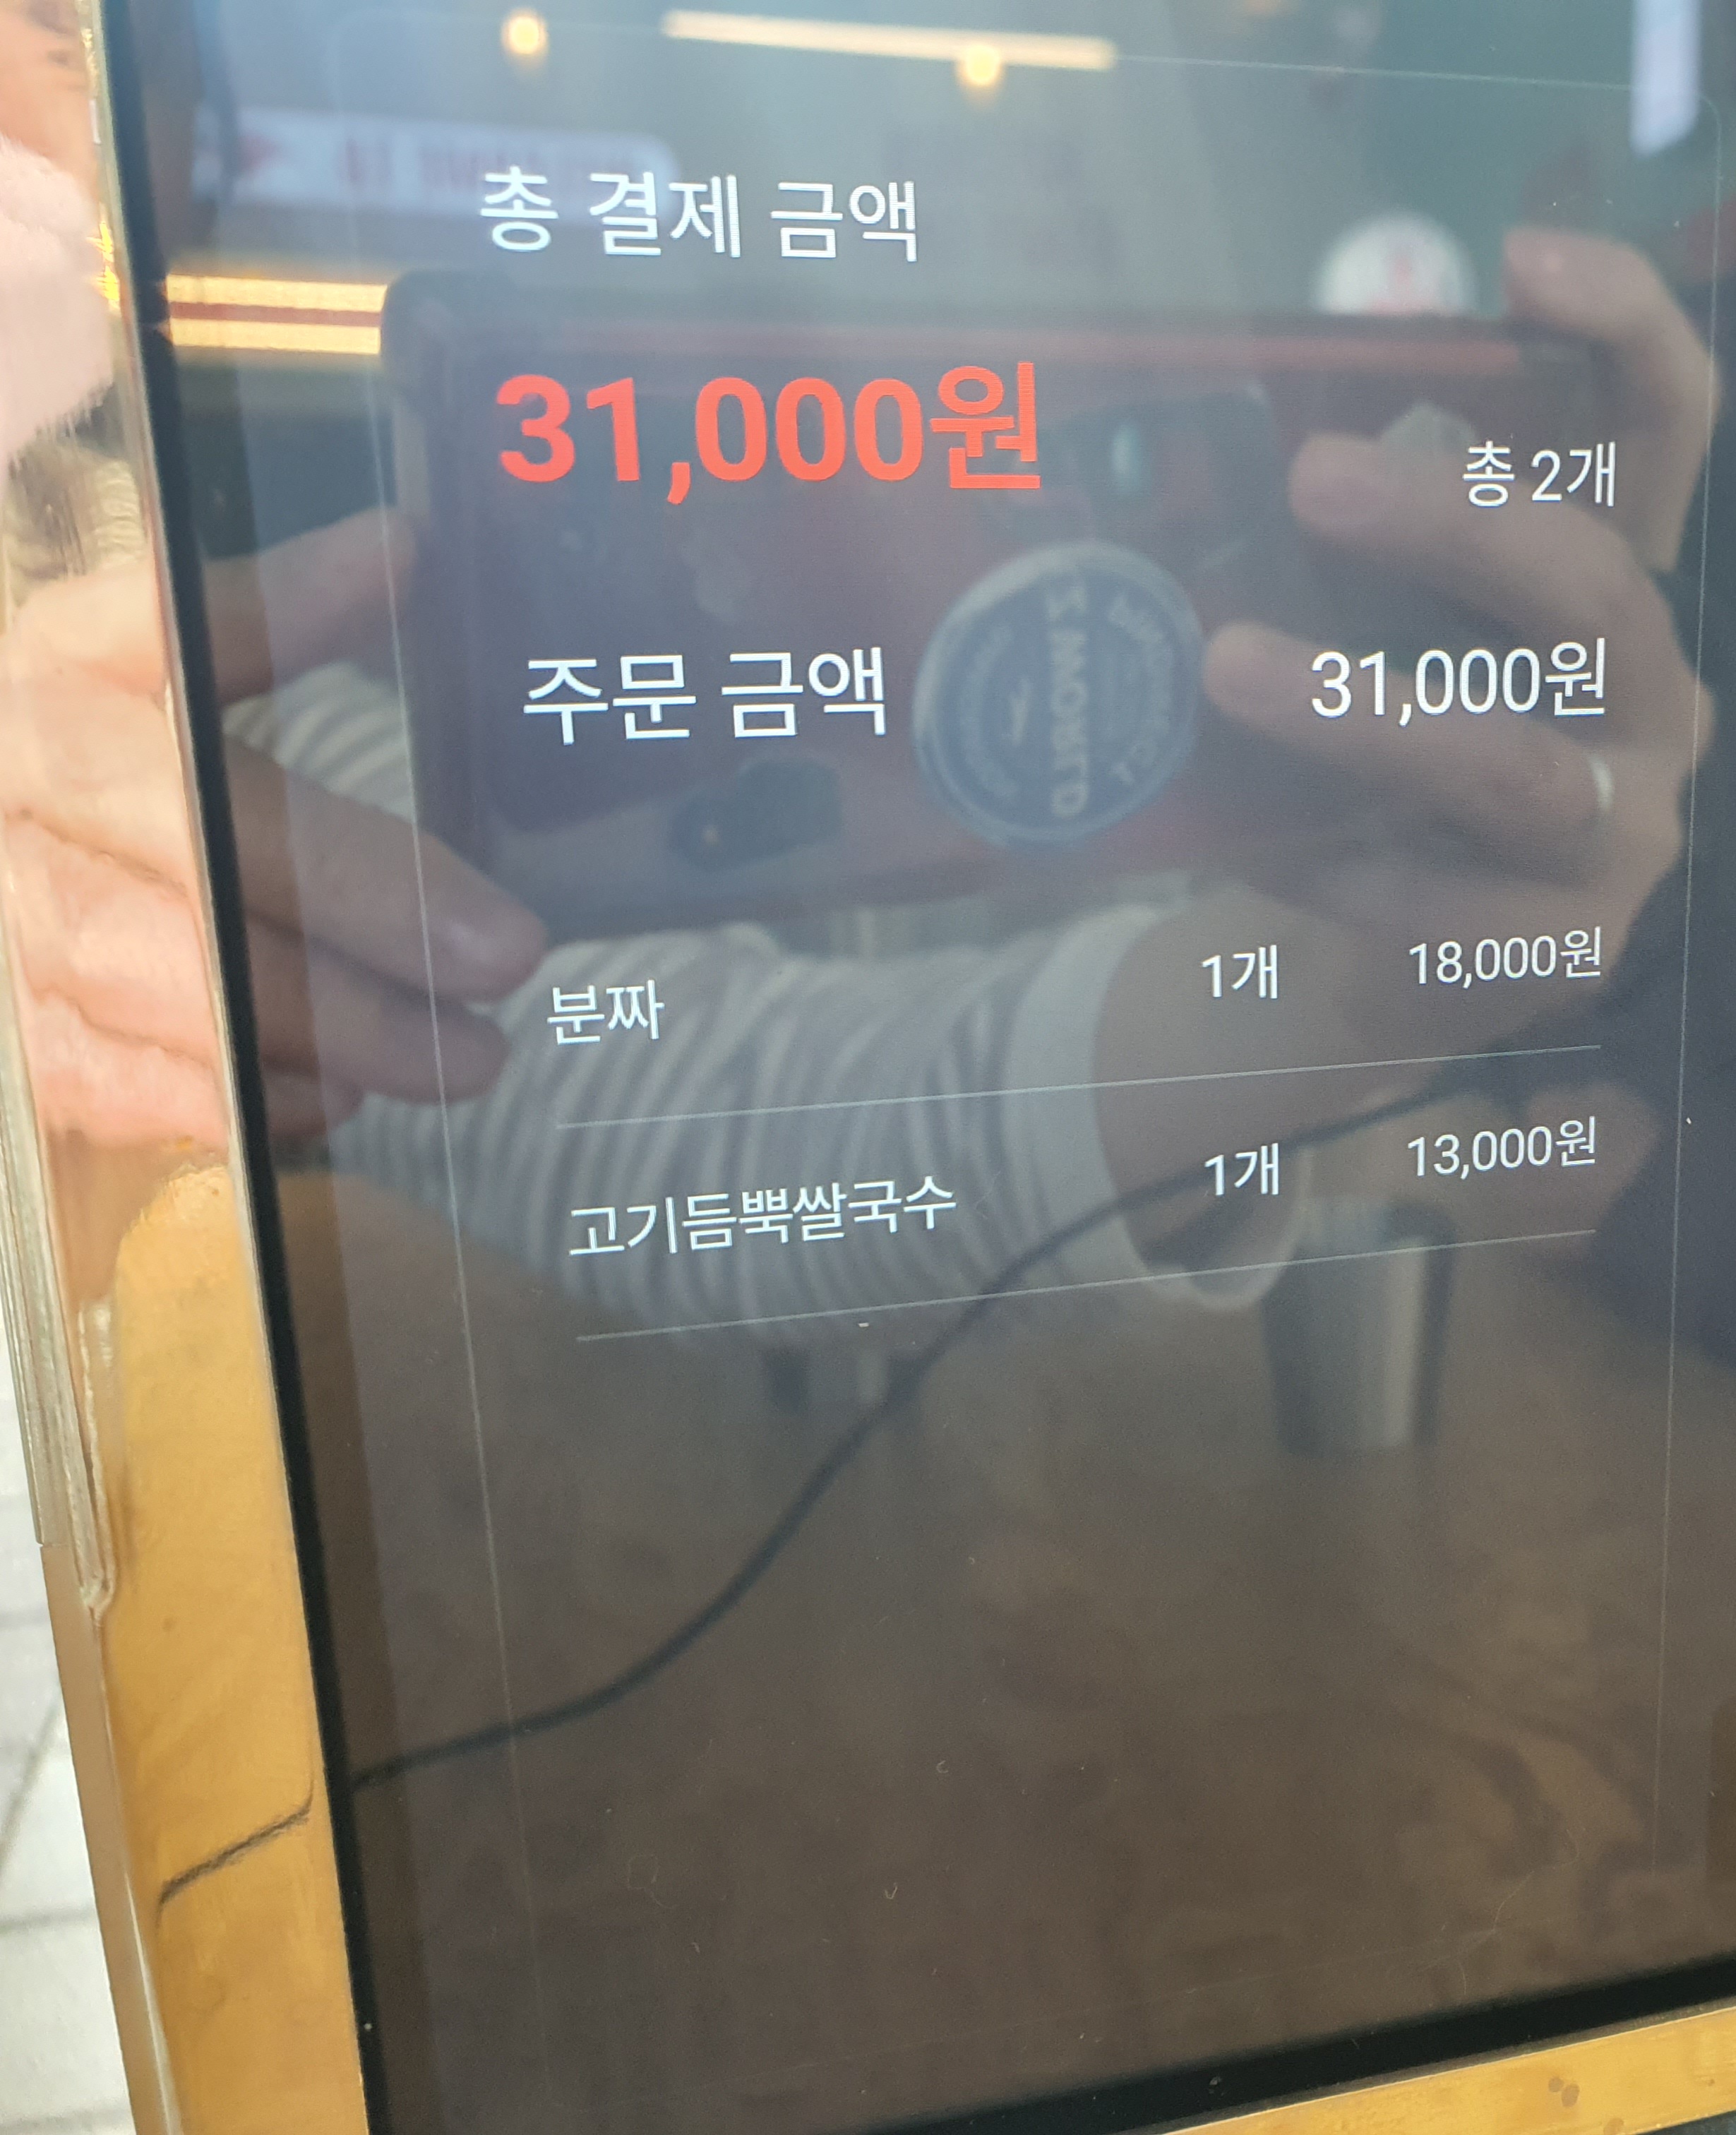 총 결제 금액
31,000원
총 2개
주문 금액 31,000원
분짜 1개 18,000원
고기듬뿍쌀국수 1개 13,000원